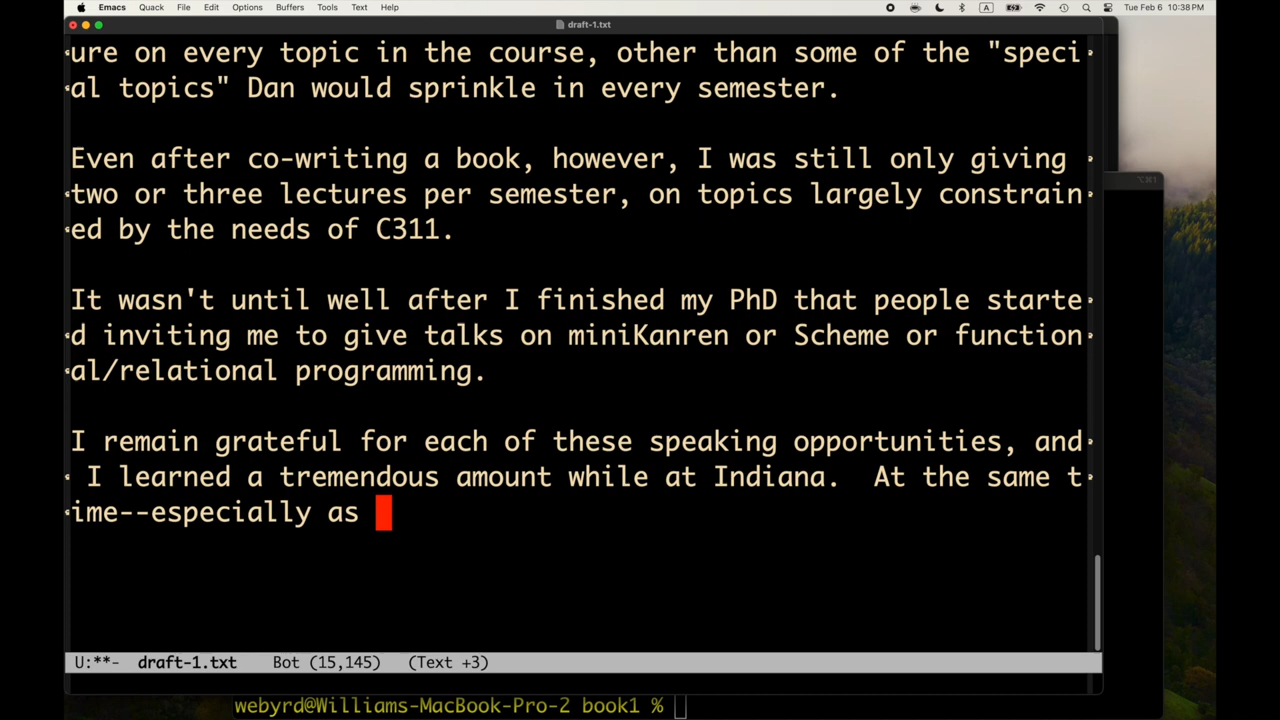 Emacs Quack File Edit Options Buffers Tools Text Help A Tue Feb 6 10:38 PM
draft-1.txt
ure on every topic in the course, other than some of the "speci
al topics" Dan would sprinkle in every semester.
Even after co-writing a book, however, I was still only giving
two or three lectures per semester, on topics largely constrain
ed by the needs of C311.
It wasn't until well after I finished my PhD that people starte
d inviting me to give talks on miniKanren or Scheme or function
al/relational programming.
I remain grateful for each of these speaking opportunities, and
I learned a tremendous amount while at Indiana.  At the same t
ime--especially as
U:**-  draft-1.txt    Bot (15,145)   (Text +3)
webyrd@Williams-MacBook-Pro-2 book1 %
⌥⌘1